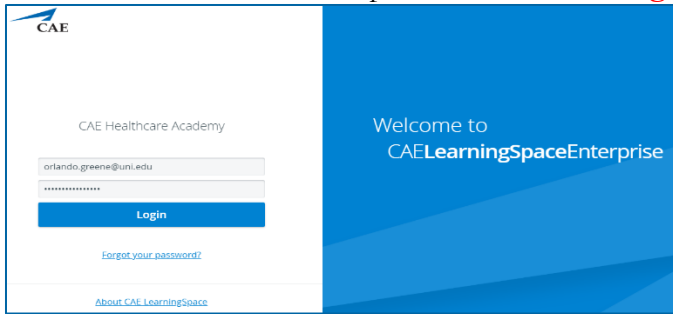 CAE
CAE Healthcare Academy
orlando.greene@uni.edu
•••••••••••••••
Login
Forgot your password?
About CAE LearningSpace
Welcome to
CAELearningSpaceEnterprise